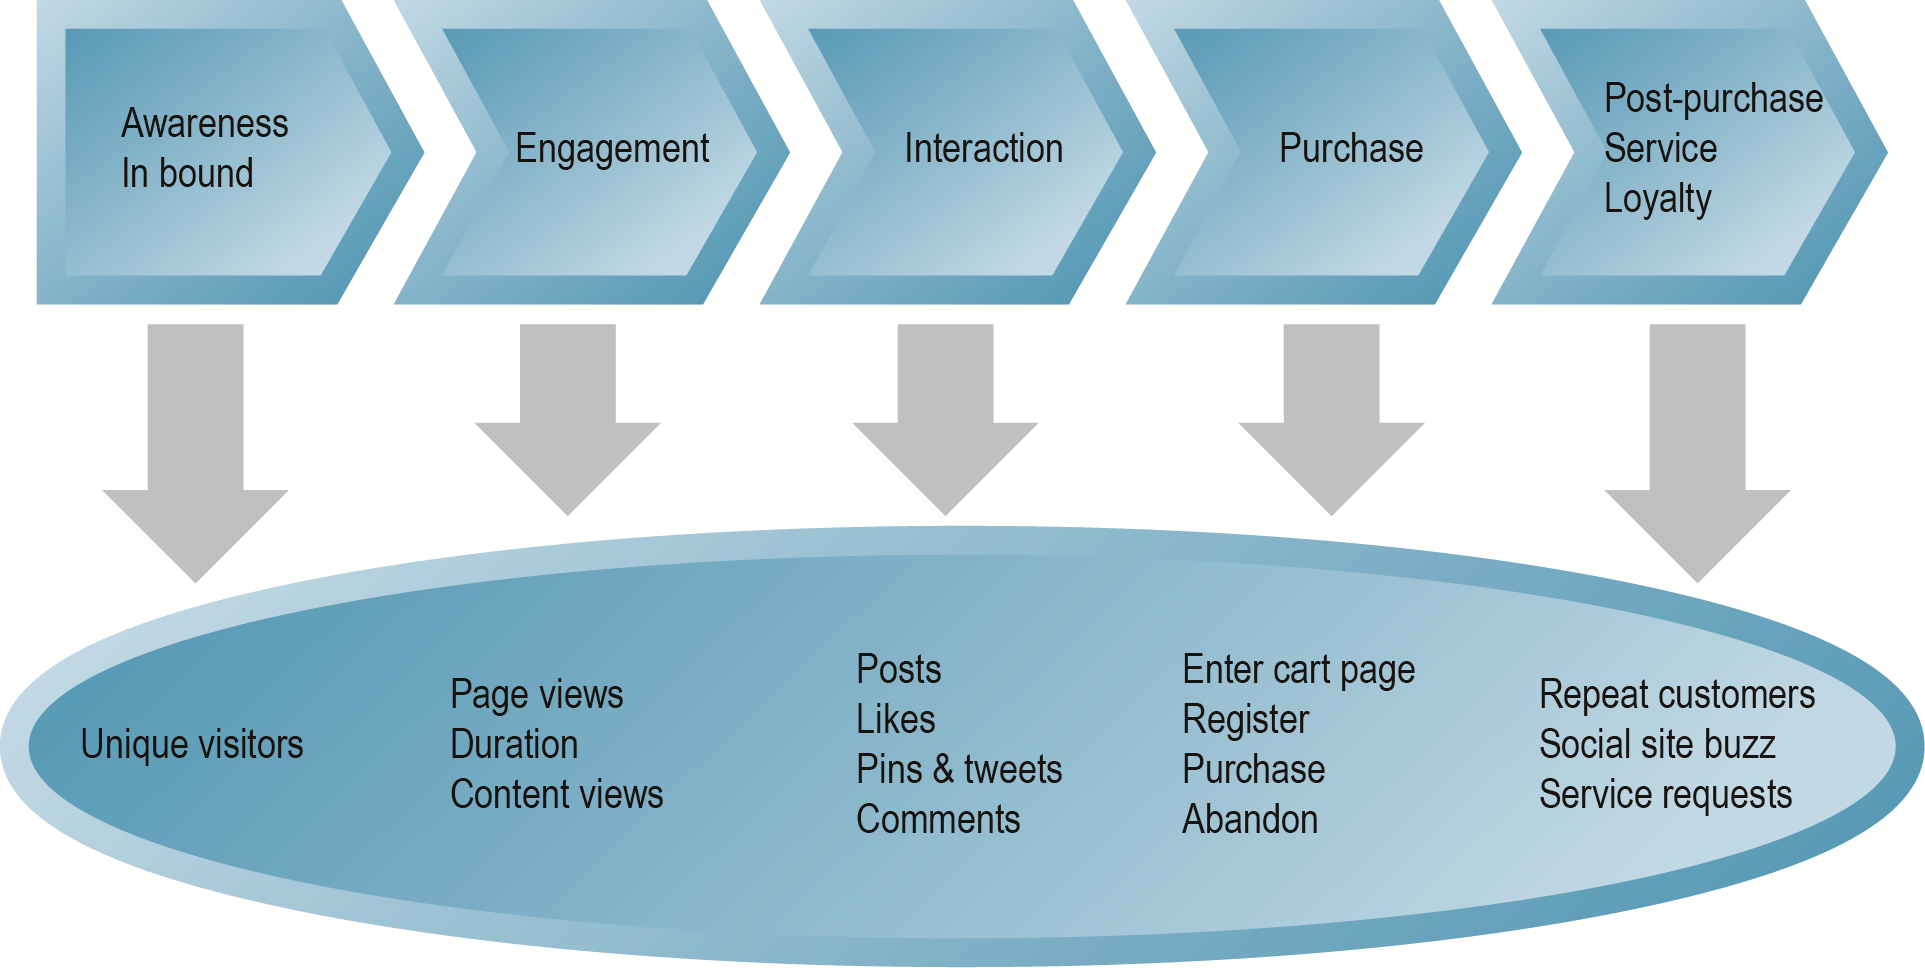 Awareness
In bound
Engagement
Interaction
Purchase
Post-purchase
Service
Loyalty
Unique visitors
Page views
Duration
Content views
Posts
Likes
Pins & tweets
Comments
Enter cart page
Register
Purchase
Abandon
Repeat customers
Social site buzz
Service requests